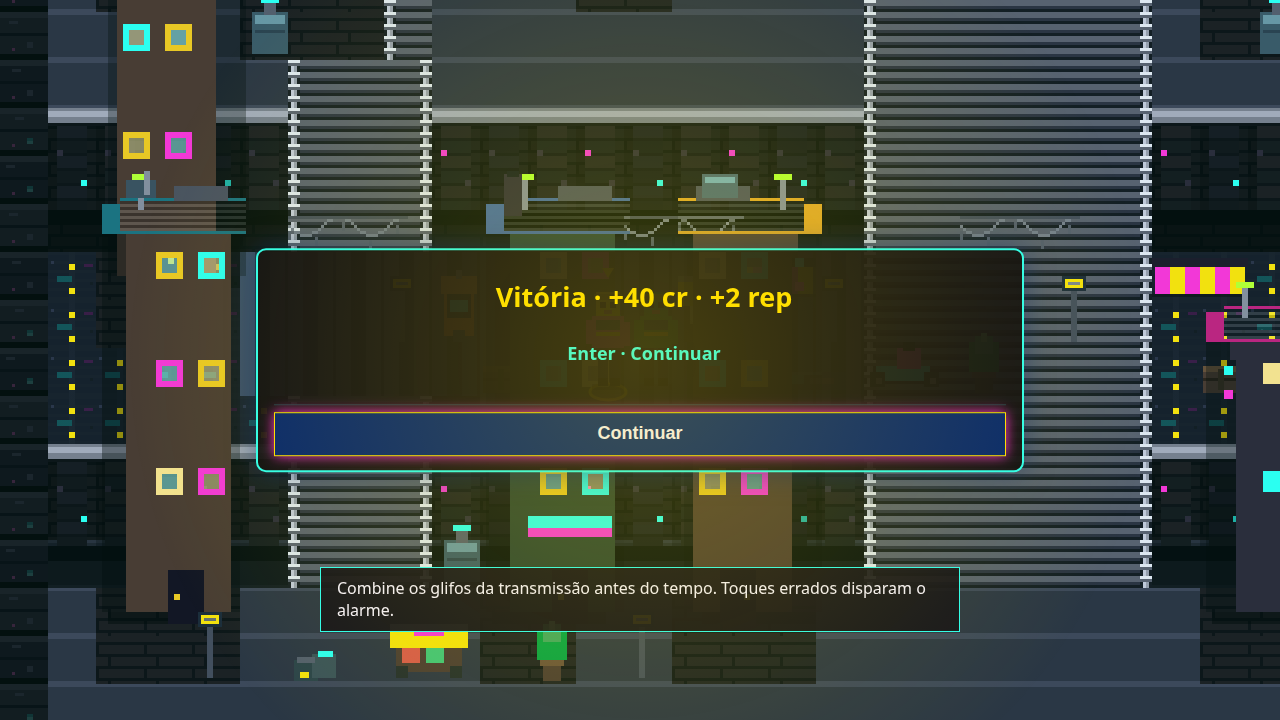 Vitória · +40 cr · +2 rep
Enter · Continuar
Continuar
Combine os glifos da transmissão antes do tempo. Toques errados disparam o
alarme.